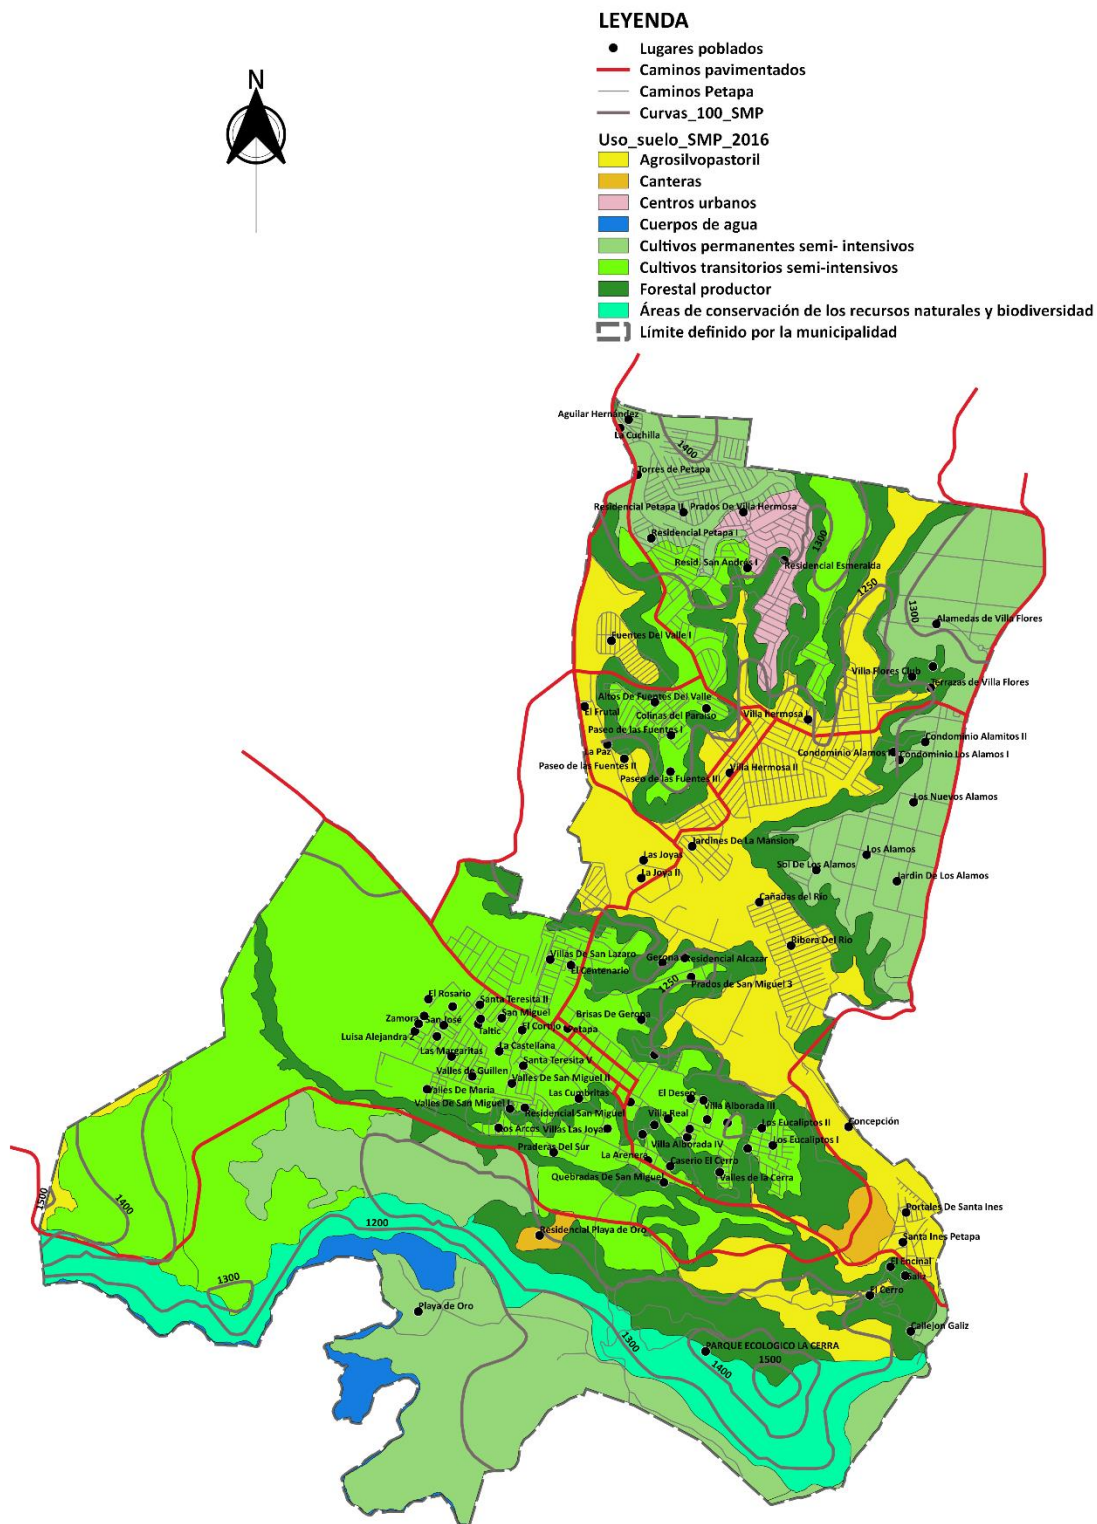 LEYENDA
Lugares poblados
Caminos pavimentados
Caminos Petapa
Curvas_100_SMP
Uso_suelo_SMP_2016
Agrosilvopastoril
Canteras
Centros urbanos
Cuerpos de agua
Cultivos permanentes semi- intensivos
Cultivos transitorios semi-intensivos
Forestal productor
Áreas de conservación de los recursos naturales y biodiversidad
Límite definido por la municipalidad
N
Aguilar Hernández
La Cuchilla
1400
Torres de Petapa
Residencial Petapa II
Prados De Villa Hermosa
Residencial Petapa I
1300
Resid. San Andrés I
Residencial Esmeralda
1250
1300
Alamedas de Villa Flores
Fuentes Del Valle I
Villa Flores Club
Terrazas de Villa Flores
Altos De Fuentes Del Valle
El Frutal
Colinas del Paraiso
Villa Hermosa I
Paseo de las Fuentes I
Condominio Alamitos II
La Paz
Condominio Alamos
Condominio Los Alamos I
Paseo de las Fuentes II
Villa Hermosa II
Paseo de las Fuentes III
Los Nuevos Alamos
Jardines De La Mansion
Las Joyas
Los Alamos
Sol De Los Alamos
La Joya II
Jardin De Los Alamos
Cañadas del Rio
Ribera Del Rio
Villas De San Lazaro
Gerona
Residencial Alcazar
El Centenario
1250
Prados de San Miguel 3
El Rosario
Santa Teresita II
Zamora
San José
San Miguel
Brisas De Gerona
Taltic
El Cortijo
Petapa
Luisa Alejandra 2
La Castellana
Las Margaritas
Santa Teresita V
Valles de Guillen
Valles De San Miguel II
Valles De Maria
Las Cumbritas
El Deseo
Valles De San Miguel I
Residencial San Miguel
Villa Alborada III
Villa Real
Los Eucaliptos II
Concepción
Los Arcos
Villas Las Joyas
Villa Alborada IV
Los Eucaliptos I
Praderas Del Sur
La Arenera
Caserio El Cerro
Quebradas De San Miguel
Valles de la Cerra
1500
1400
Portales De Santa Ines
1200
Residencial Playa de Oro
Santa Ines Petapa
El Encinal
1300
El Cerro
Playa de Oro
Callejon Galiz
1300
PARQUE ECOLOGICO LA CERRA
1400
1500